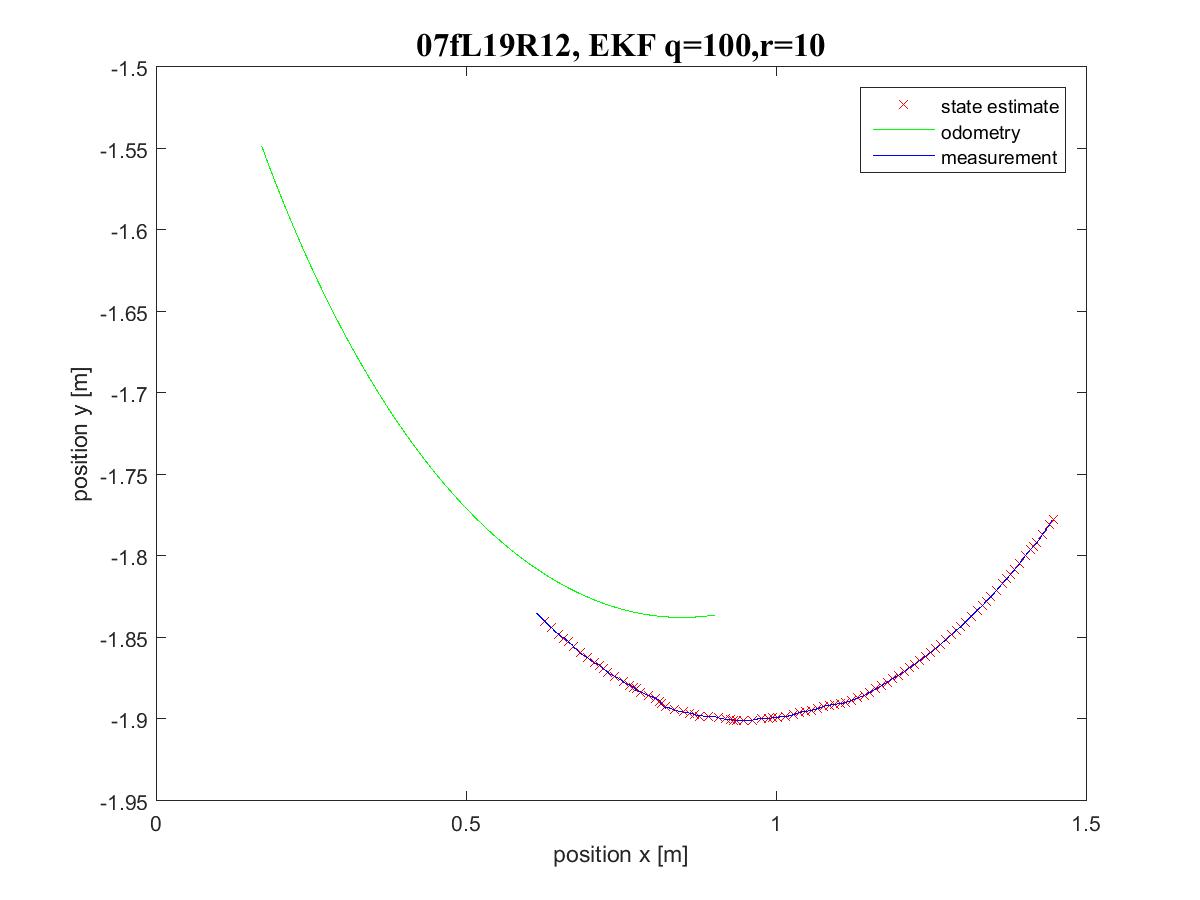 07fL19R12, EKF q=100,r=10
-1.5
-1.55
-1.6
-1.65
-1.7
-1.75
-1.8
-1.85
-1.9
-1.95
position y [m]
state estimate
odometry
measurement
0 0.5 1 1.5
position x [m]